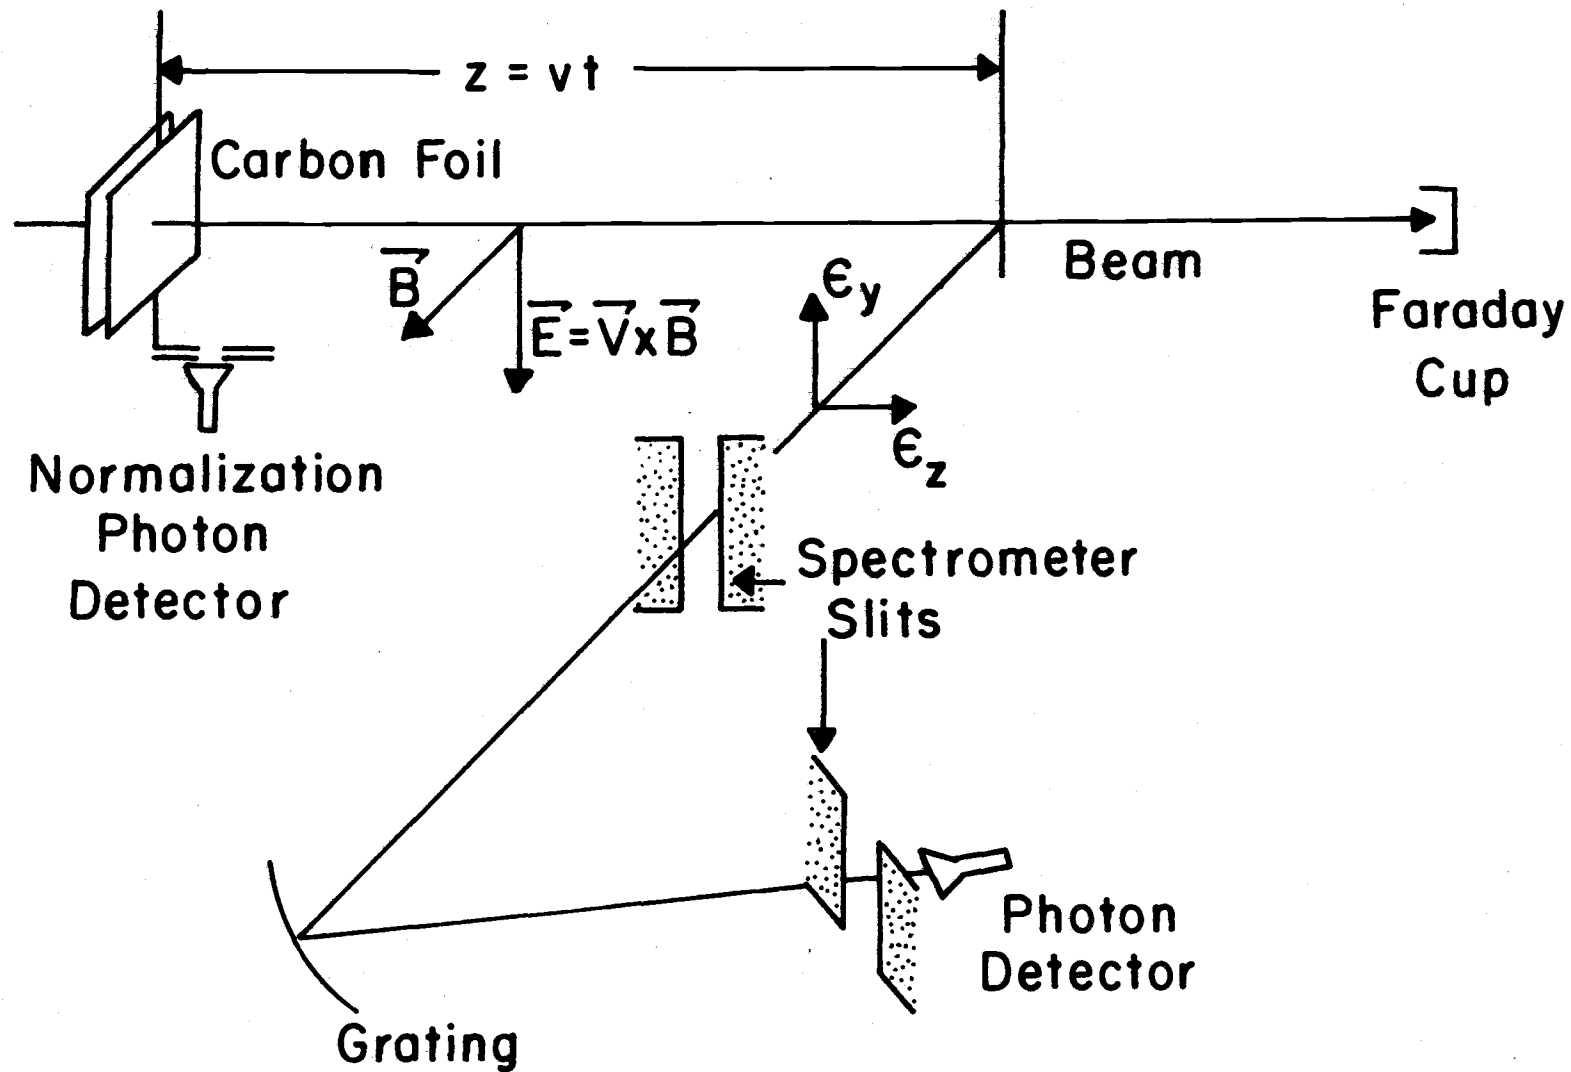 z = vt
Carbon Foil
B⃗
E⃗ = V⃗ x B⃗
ϵy
ϵz
Beam
Faraday
Cup
Normalization
Photon
Detector
Spectrometer
Slits
Photon
Detector
Grating